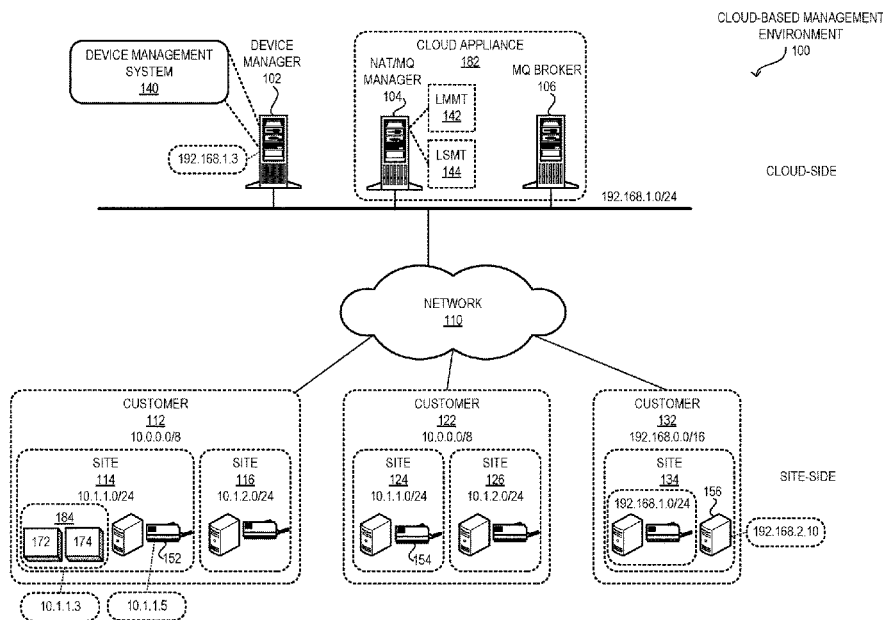 CLOUD-BASED MANAGEMENT
ENVIRONMENT
100
DEVICE MANAGEMENT
SYSTEM
140
DEVICE
MANAGER
102
192.168.1.3
CLOUD APPLIANCE
182
NAT/MQ
MANAGER
104
LMMT
142
LSMT
144
MQ BROKER
106
CLOUD-SIDE
192.168.1.0/24
NETWORK
110
CUSTOMER
112
10.0.0.0/8
SITE
114
10.1.1.0/24
184
172
174
152
10.1.1.3
10.1.1.5
SITE
116
10.1.2.0/24
CUSTOMER
122
10.0.0.0/8
SITE
124
10.1.1.0/24
154
SITE
126
10.1.2.0/24
CUSTOMER
132
192.168.0.0/16
SITE
134
192.168.1.0/24
156
192.168.2.10
SITE-SIDE